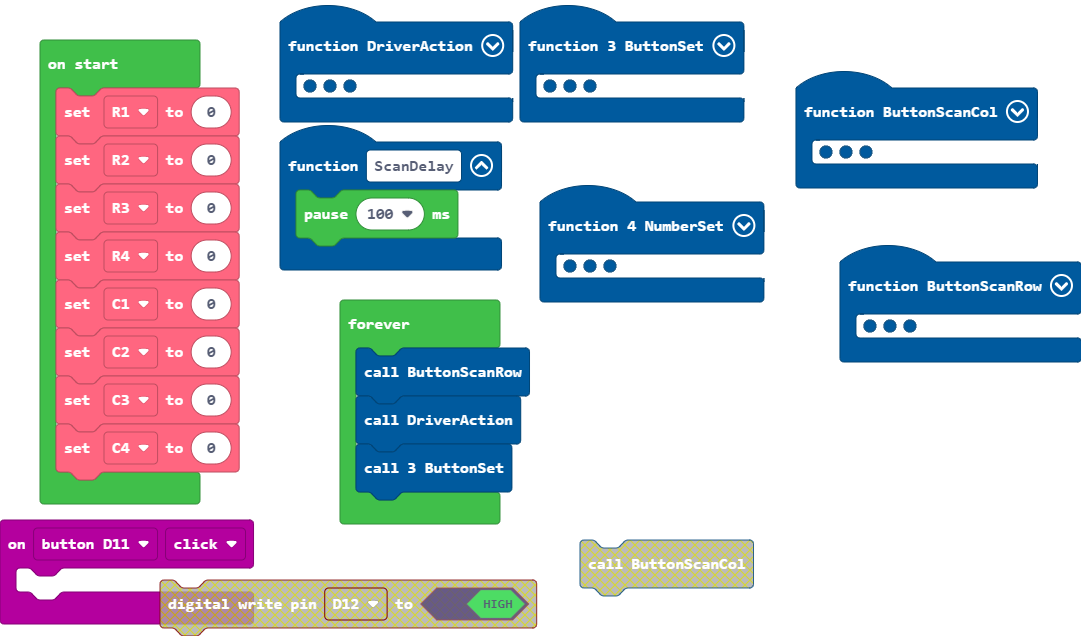 on start
set R1 to 0
set R2 to 0
set R3 to 0
set R4 to 0
set C1 to 0
set C2 to 0
set C3 to 0
set C4 to 0
on button D11 click
digital write pin D12 to HIGH
function DriverAction
function ScanDelay
pause 100 ms
forever
call ButtonScanRow
call DriverAction
call 3 ButtonSet
function 3 ButtonSet
function 4 NumberSet
call ButtonScanCol
function ButtonScanCol
function ButtonScanRow